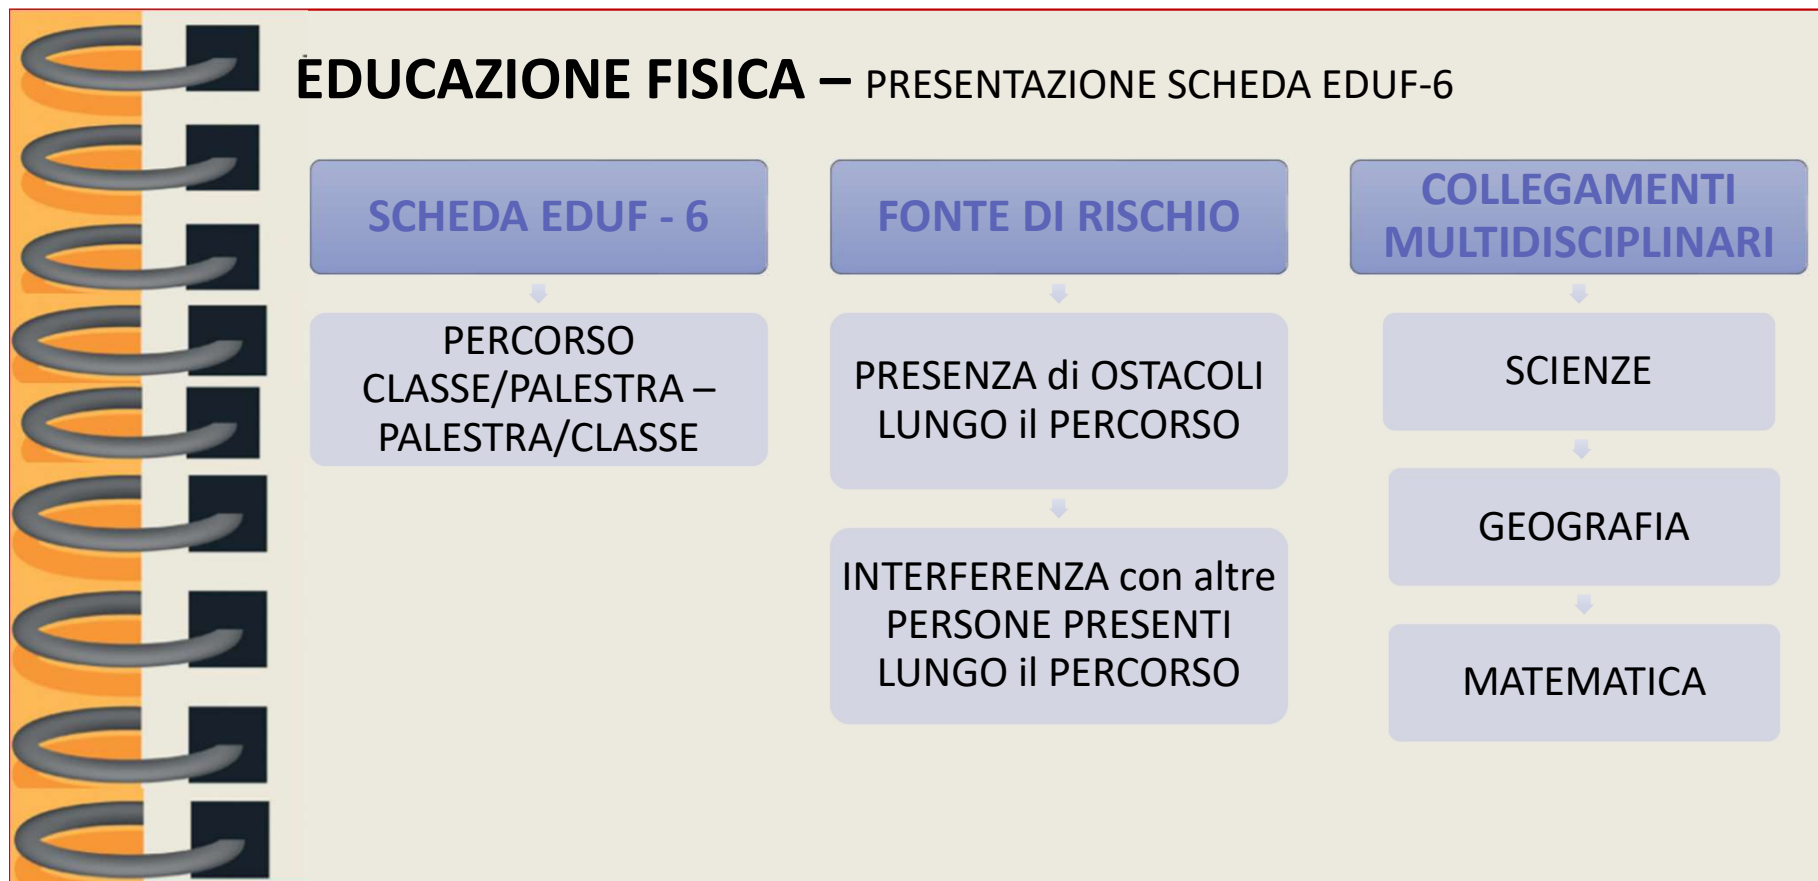 EDUCAZIONE FISICA – PRESENTAZIONE SCHEDA EDUF-6
SCHEDA EDUF - 6
PERCORSO
CLASSE/PALESTRA –
PALESTRA/CLASSE
FONTE DI RISCHIO
PRESENZA di OSTACOLI
LUNGO il PERCORSO
INTERFERENZA con altre
PERSONE PRESENTI
LUNGO il PERCORSO
COLLEGAMENTI
MULTIDISCIPLINARI
SCIENZE
GEOGRAFIA
MATEMATICA